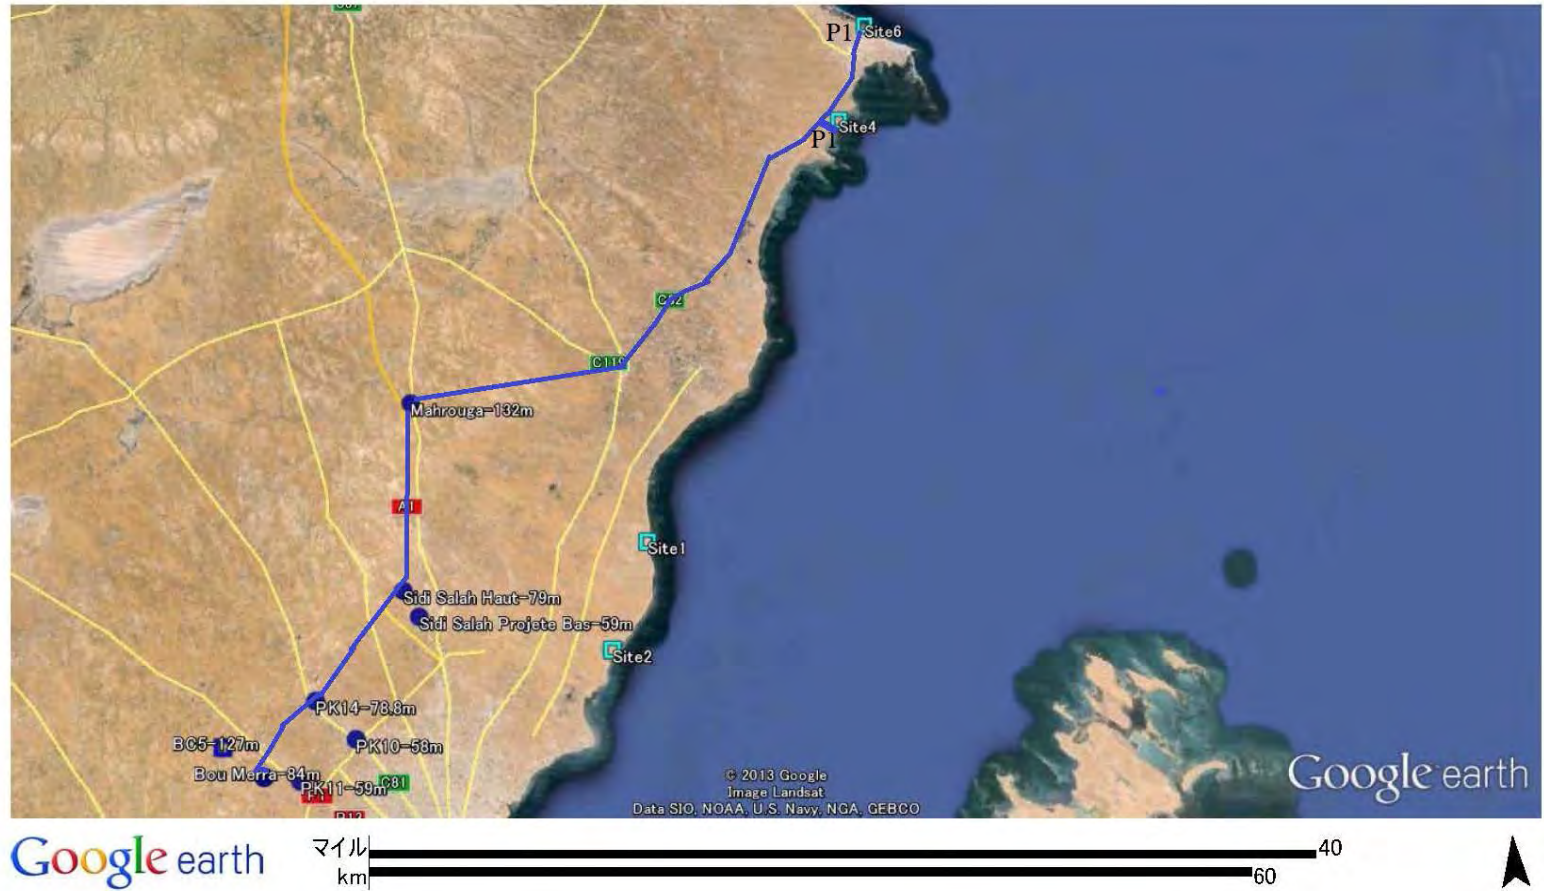 P1
Site6
Site4
P1
C82
C119
Mahrouga-132m
A1
Site1
Sidi Salah Haut-79m
Sidi Salah Projete Bas-59m
Site2
PK14-78.8m
BC5-127m
PK10-58m
Bou Merra-84m
PK11-59m
C81
© 2013 Google
Image Landsat
Data SIO, NOAA, U.S. Navy, NGA, GEBCO
Google earth
Google earth
マイル
40
km
60